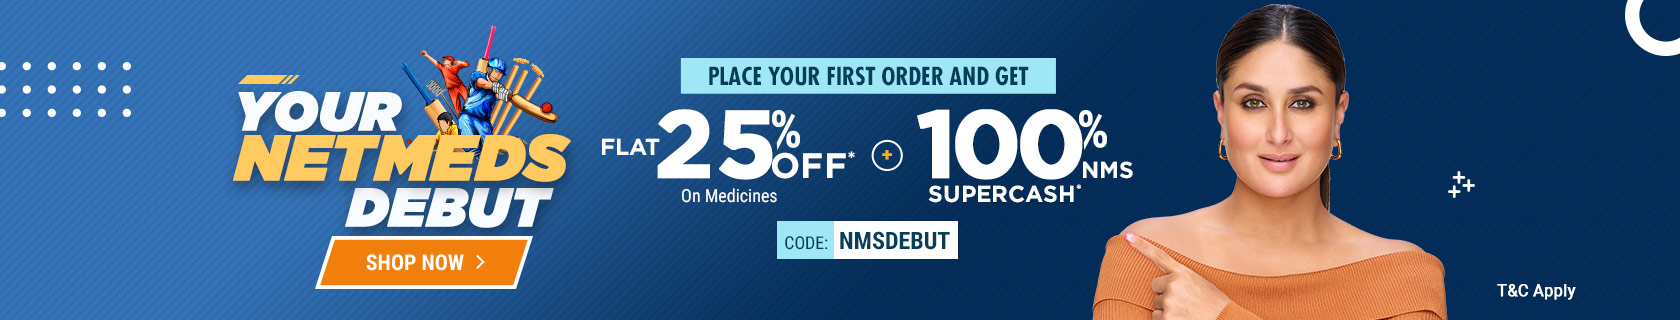 YOUR
NETMEDS
DEBUT
SHOP NOW >
PLACE YOUR FIRST ORDER AND GET
FLAT 25% OFF* + 100% NMS
On Medicines
SUPERCASH*
CODE: NMSDEBUT
T&C Apply